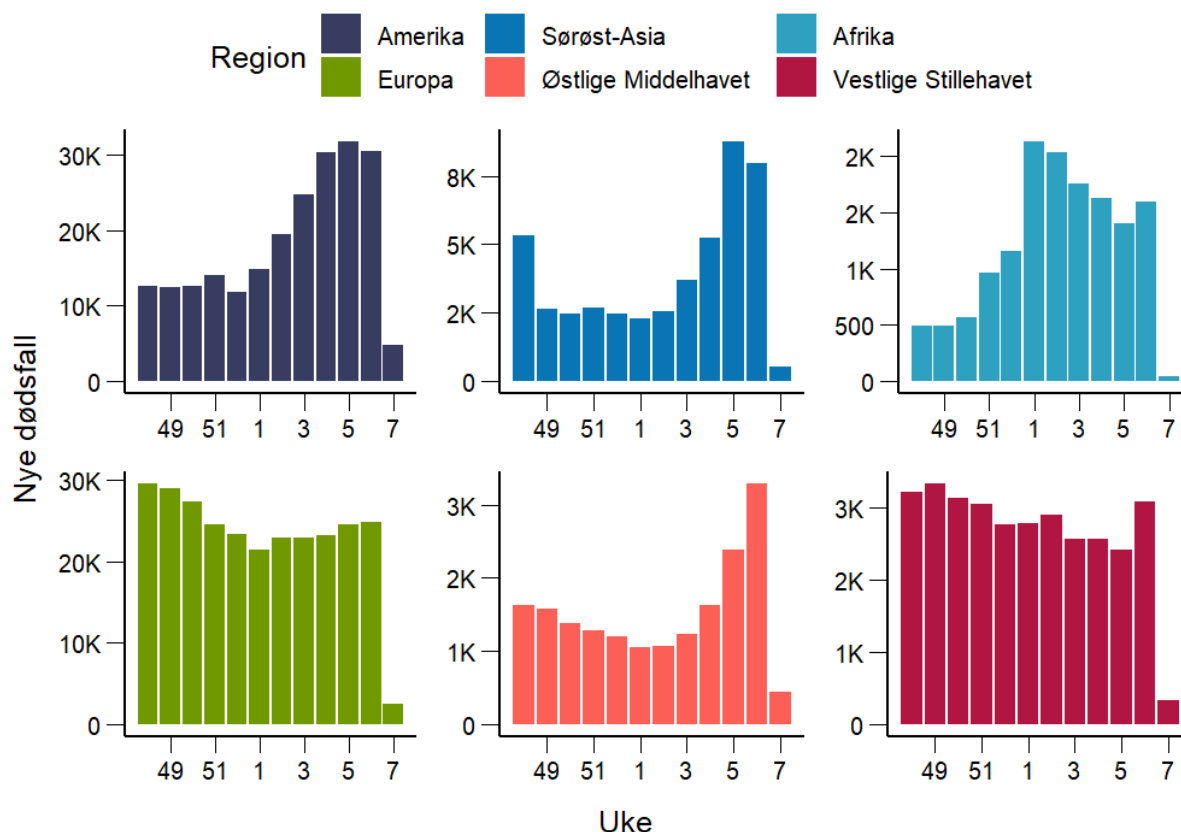 Region Amerika Sørøst-Asia Afrika
Europa Østlige Middelhavet Vestlige Stillehavet
Nye dødsfall
30K
20K
10K
0
49 51 1 3 5 7
8K
5K
2K
0
49 51 1 3 5 7
2K
2K
1K
500
0
49 51 1 3 5 7
30K
20K
10K
0
49 51 1 3 5 7
3K
2K
1K
0
49 51 1 3 5 7
3K
2K
1K
0
49 51 1 3 5 7
Uke